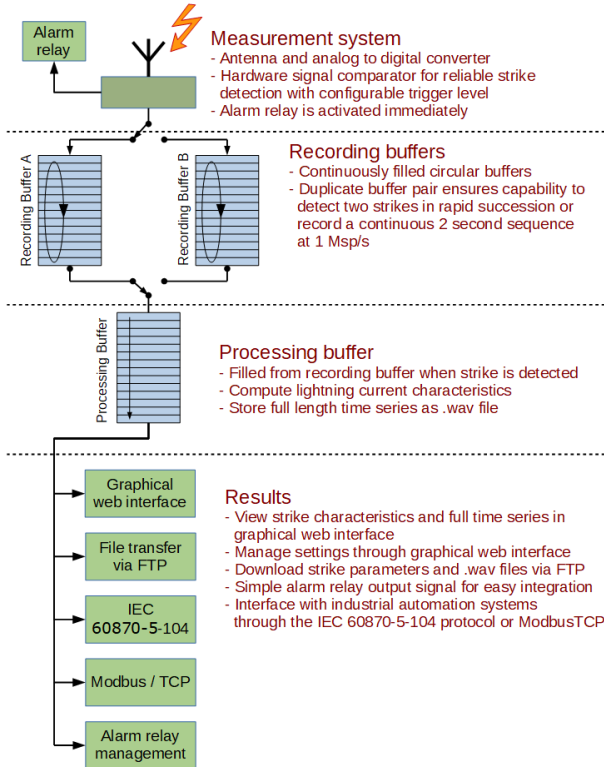 Alarm
relay
Measurement system
- Antenna and analog to digital converter
- Hardware signal comparator for reliable strike
detection with configurable trigger level
- Alarm relay is activated immediately
Recording Buffer A
Recording Buffer B
Recording buffers
- Continuously filled circular buffers
- Duplicate buffer pair ensures capability to
detect two strikes in rapid succession or
record a continuous 2 second sequence
at 1 Msp/s
Processing Buffer
Processing buffer
- Filled from recording buffer when strike is detected
- Compute lightning current characteristics
- Store full length time series as .wav file
Graphical
web interface
File transfer
via FTP
IEC
60870-5-104
Modbus / TCP
Alarm relay
management
Results
- View strike characteristics and full time series in
graphical web interface
- Manage settings through graphical web interface
- Download strike parameters and .wav files via FTP
- Simple alarm relay output signal for easy integration
- Interface with industrial automation systems
through the IEC 60870-5-104 protocol or ModbusTCP